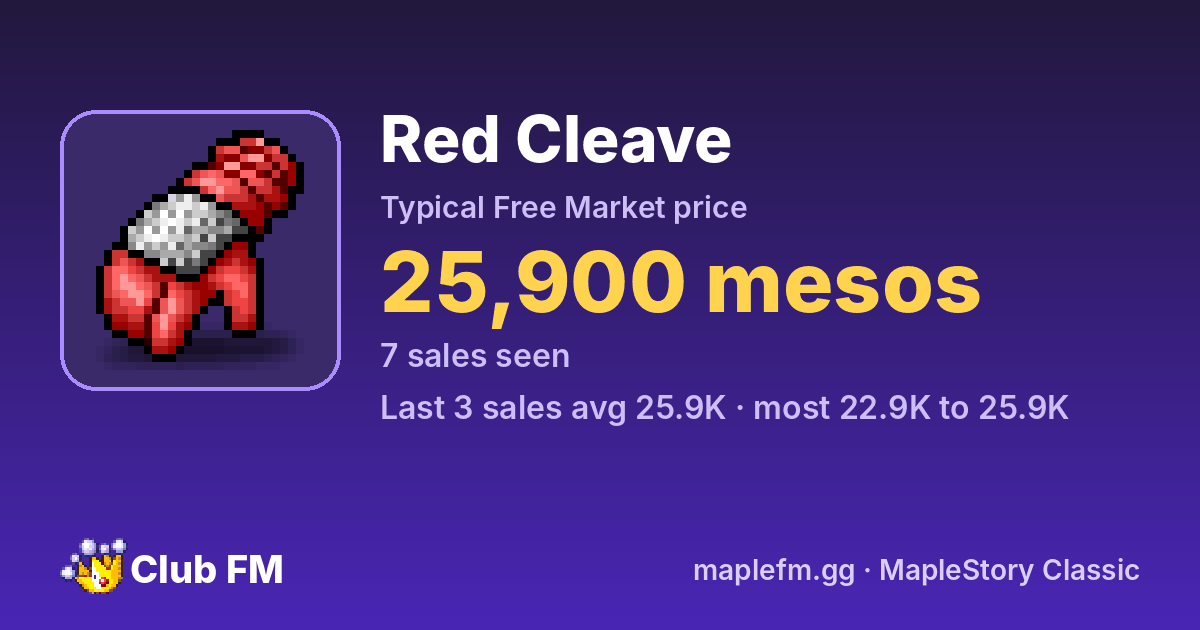 Red Cleave
Typical Free Market price
25,900 mesos
7 sales seen
Last 3 sales avg 25.9K · most 22.9K to 25.9K
Club FM
maplefm.gg · MapleStory Classic